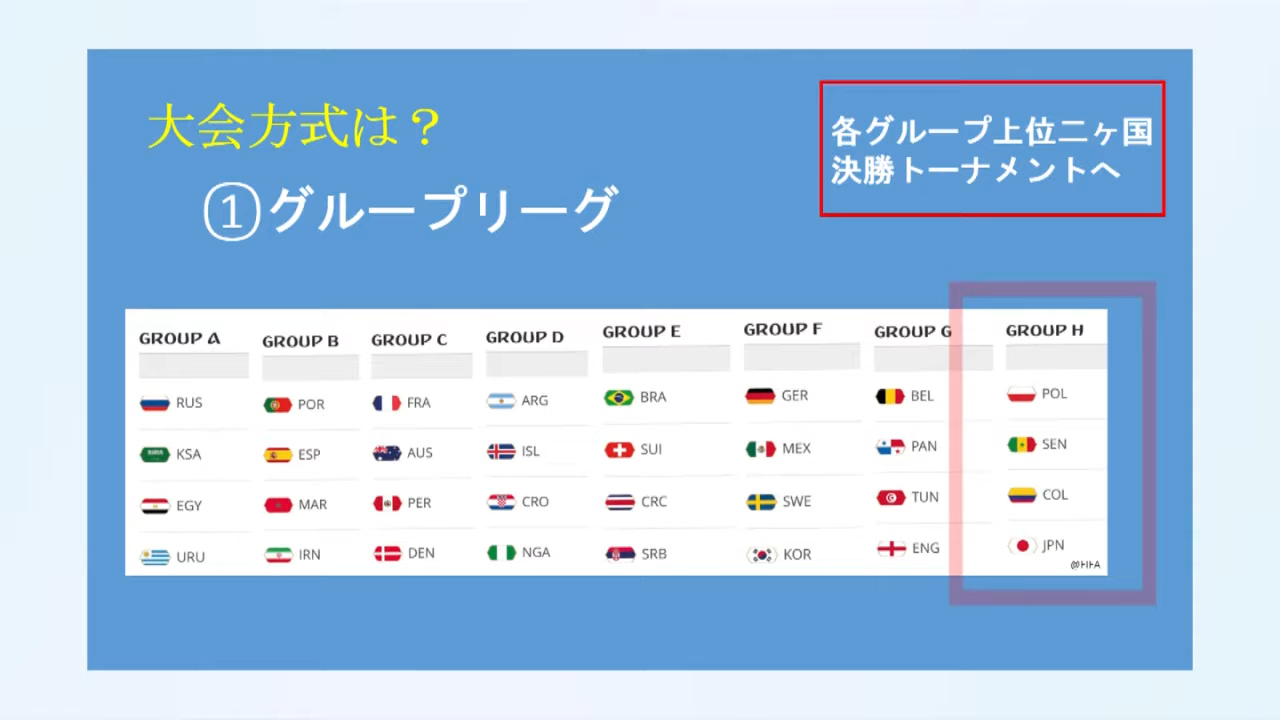 大会方式は？
①グループリーグ
各グループ上位二ヶ国
決勝トーナメントへ
GROUP A
RUS
KSA
EGY
URU
GROUP B
POR
ESP
MAR
IRN
GROUP C
FRA
AUS
PER
DEN
GROUP D
ARG
ISL
CRO
NGA
GROUP E
BRA
SUI
CRC
SRB
GROUP F
GER
MEX
SWE
KOR
GROUP G
BEL
PAN
TUN
ENG
GROUP H
POL
SEN
COL
JPN
@FIFA